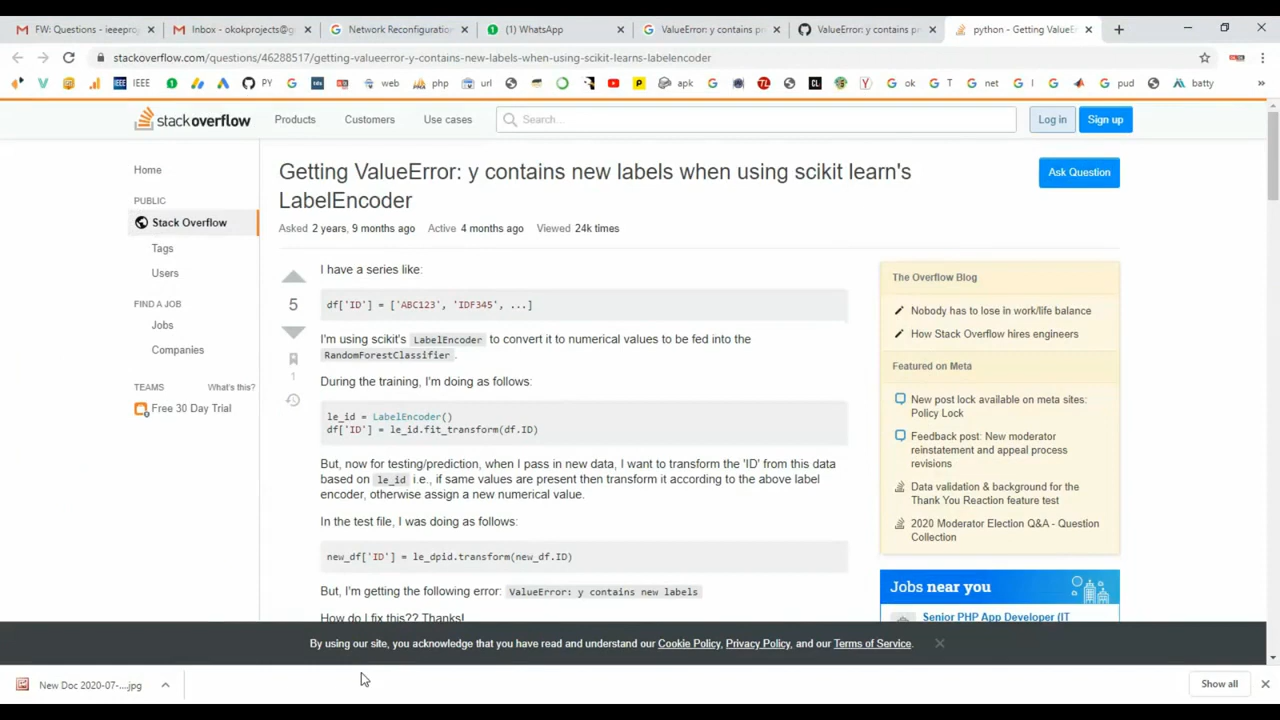 FW: Questions - ieeeproj
Inbox - okokprojects@g
Network Reconfiguration
(1) WhatsApp
ValueError: y contains p
ValueError: y contains p
python - Getting ValueE
stackoverflow.com/questions/46288517/getting-valueerror-y-contains-new-labels-when-using-scikit-learns-labelencoder
IEEE
PY
web
php
url
apk
ok
T
net
I
pud
batty
stackoverflow
Products
Customers
Use cases
Search...
Log in
Sign up
Home
PUBLIC
Stack Overflow
Tags
Users
FIND A JOB
Jobs
Companies
TEAMS What's this?
Free 30 Day Trial
Getting ValueError: y contains new labels when using scikit learn's
LabelEncoder
Ask Question
Asked 2 years, 9 months ago Active 4 months ago Viewed 24k times
5
1
I have a series like:
df['ID'] = ['ABC123', 'IDF345', ...]
I'm using scikit's LabelEncoder to convert it to numerical values to be fed into the
RandomForestClassifier.
During the training, I'm doing as follows:
le_id = LabelEncoder()
df['ID'] = le_id.fit_transform(df.ID)
But, now for testing/prediction, when I pass in new data, I want to transform the 'ID' from this data
based on le_id i.e., if same values are present then transform it according to the above label
encoder, otherwise assign a new numerical value.
In the test file, I was doing as follows:
new_df['ID'] = le_dpid.transform(new_df.ID)
But, I'm getting the following error: ValueError: y contains new labels
How do I fix this?? Thanks!
The Overflow Blog
Nobody has to lose in work/life balance
How Stack Overflow hires engineers
Featured on Meta
New post lock available on meta sites:
Policy Lock
Feedback post: New moderator
reinstatement and appeal process
revisions
Data validation & background for the
Thank You Reaction feature test
2020 Moderator Election Q&A - Question
Collection
Jobs near you
Senior PHP App Developer (IT
By using our site, you acknowledge that you have read and understand our Cookie Policy, Privacy Policy, and our Terms of Service.
New Doc 2020-07-....jpg
Show all